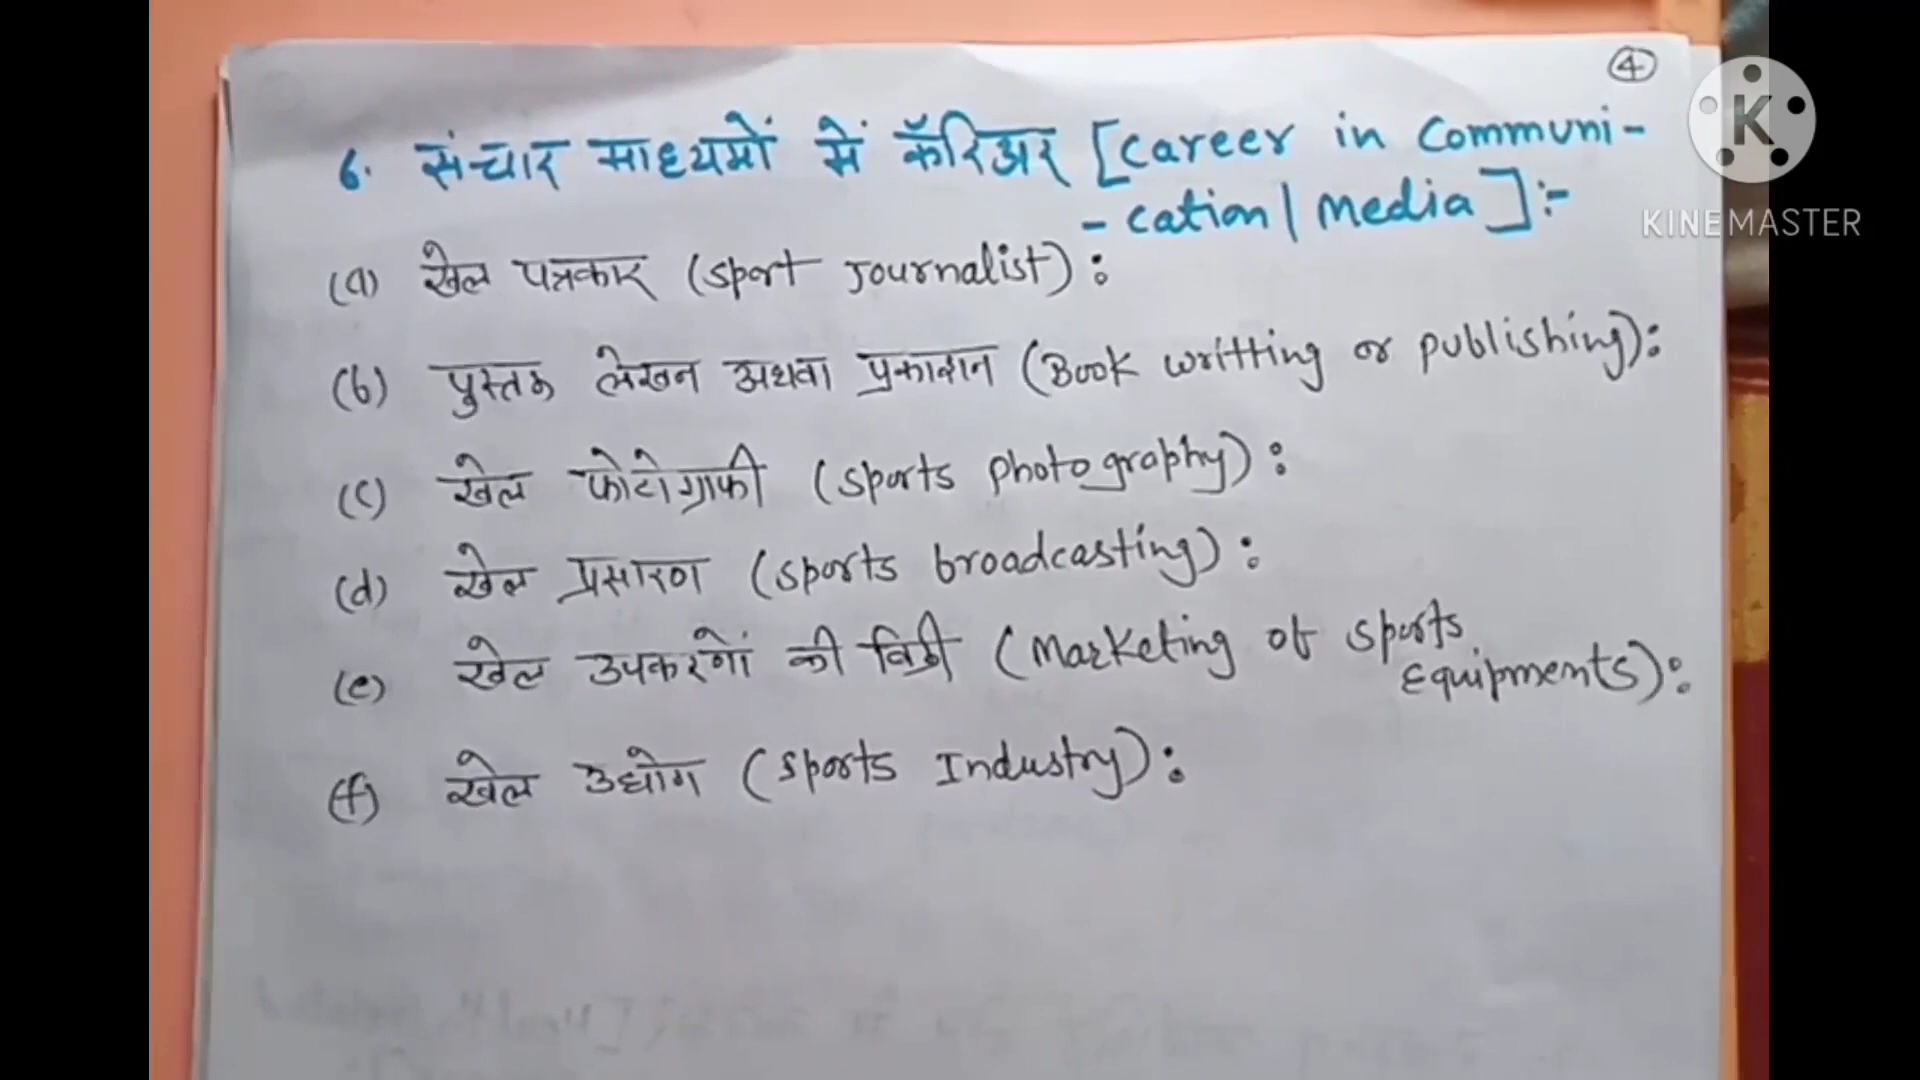 4
6. संचार माध्यमों में कॅरिअर [Career in Communi-
- cation | Media ] :-
(a) खेल पत्रकार (sport Journalist) :
(b) पुस्तक लेखन अथवा प्रकाशन (Book writting or publishing) :
(c) खेल फोटोग्राफी (sports photography) :
(d) खेल प्रसारण (sports broadcasting) :
(e) खेल उपकरणों की विक्री (Marketing of sports
Equipments) :
(f) खेल उद्योग (sports Industry) :
K
KINEMASTER